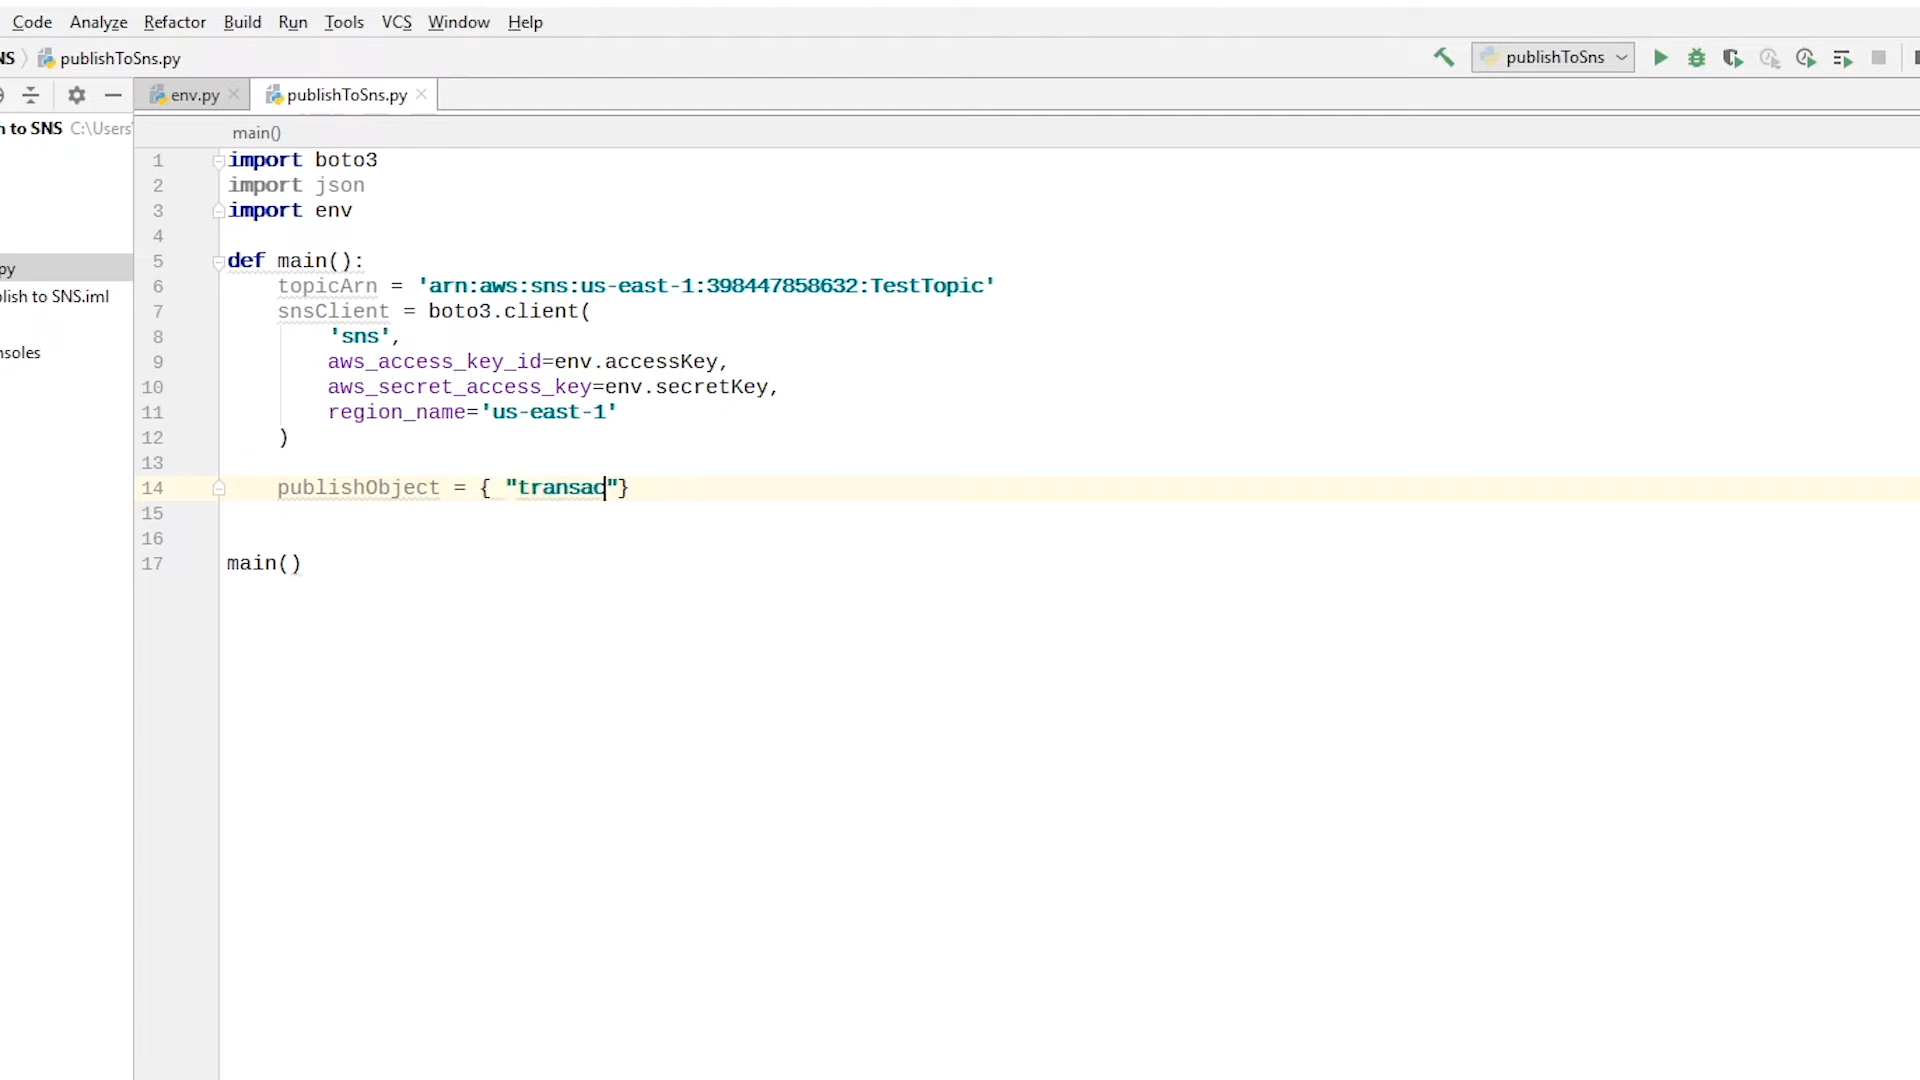 Code Analyze Refactor Build Run Tools VCS Window Help
NS publishToSns.py publishToSns
env.py publishToSns.py
n to SNS C:\Users
main()
1 import boto3
2 import json
3 import env
4
5 def main():
py
6 topicArn = 'arn:aws:sns:us-east-1:398447858632:TestTopic'
lish to SNS.iml
7 snsClient = boto3.client(
8 'sns',
nsoles
9 aws_access_key_id=env.accessKey,
10 aws_secret_access_key=env.secretKey,
11 region_name='us-east-1'
12 )
13
14 publishObject = { "transac"}
15
16
17 main()